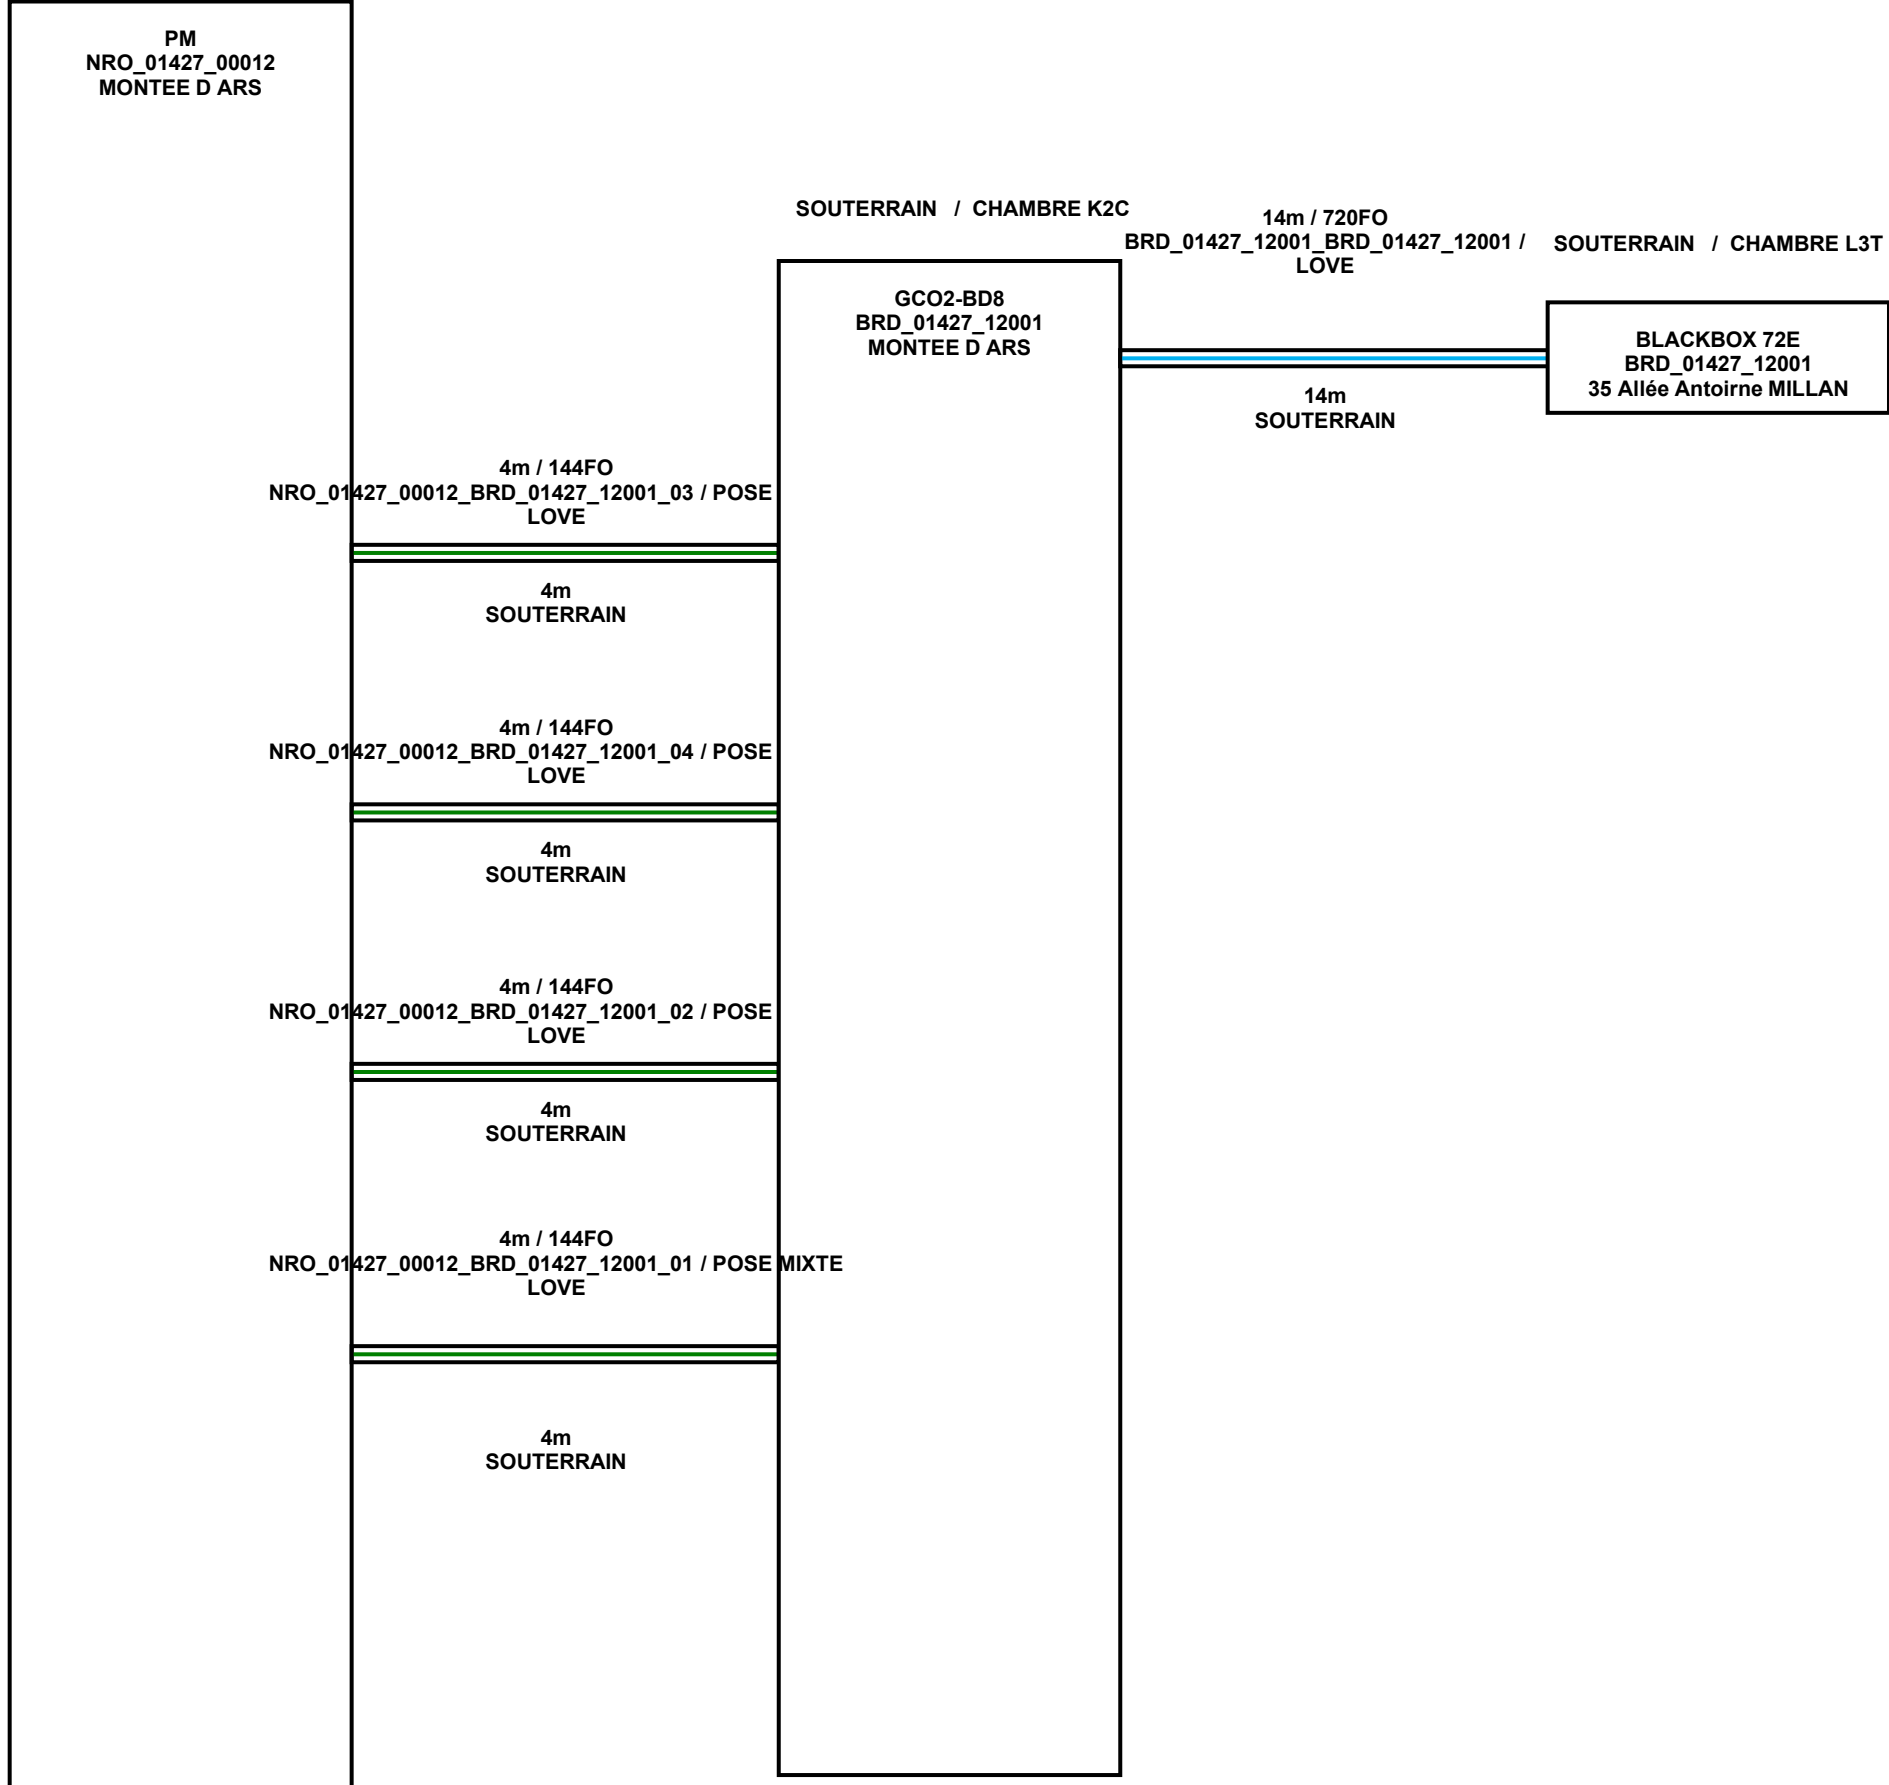 PM
NRO_01427_00012
MONTEE D ARS
SOUTERRAIN / CHAMBRE K2C
14m / 720FO
BRD_01427_12001_BRD_01427_12001 /
LOVE
SOUTERRAIN / CHAMBRE L3T
GCO2-BD8
BRD_01427_12001
MONTEE D ARS
BLACKBOX 72E
BRD_01427_12001
35 Allée Antoirne MILLAN
14m
SOUTERRAIN
4m / 144FO
NRO_01427_00012_BRD_01427_12001_03 / POSE
LOVE
4m
SOUTERRAIN
4m / 144FO
NRO_01427_00012_BRD_01427_12001_04 / POSE
LOVE
4m
SOUTERRAIN
4m / 144FO
NRO_01427_00012_BRD_01427_12001_02 / POSE
LOVE
4m
SOUTERRAIN
4m / 144FO
NRO_01427_00012_BRD_01427_12001_01 / POSE MIXTE
LOVE
4m
SOUTERRAIN